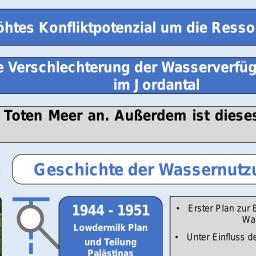 öhtes Konfliktpotenzial um die Resso
e Verschlechterung der Wasserverfüg
im Jordantal
Toten Meer an. Außerdem ist dieses
Geschichte der Wassernutzu
1944 - 1951
Lowdermilk Plan
und Teilung
Palästinas
• Erster Plan zur E
Wa
• Unter Einfluss de